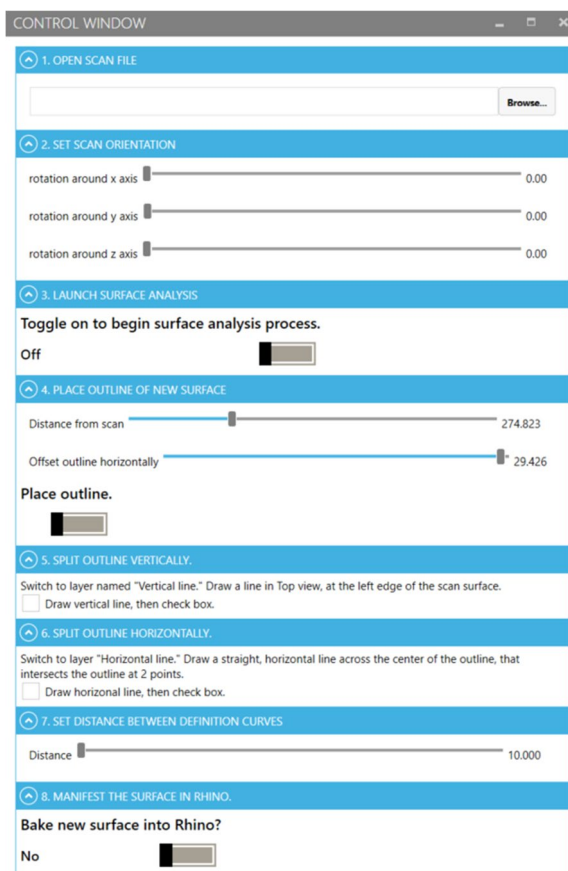 CONTROL WINDOW
1. OPEN SCAN FILE
Browse...
2. SET SCAN ORIENTATION
rotation around x axis 0.00
rotation around y axis 0.00
rotation around z axis 0.00
3. LAUNCH SURFACE ANALYSIS
Toggle on to begin surface analysis process.
Off
4. PLACE OUTLINE OF NEW SURFACE
Distance from scan 274.823
Offset outline horizontally 29.426
Place outline.
5. SPLIT OUTLINE VERTICALLY.
Switch to layer named "Vertical line." Draw a line in Top view, at the left edge of the scan surface.
Draw vertical line, then check box.
6. SPLIT OUTLINE HORIZONTALLY.
Switch to layer "Horizontal line." Draw a straight, horizontal line across the center of the outline, that
intersects the outline at 2 points.
Draw horizonal line, then check box.
7. SET DISTANCE BETWEEN DEFINITION CURVES
Distance 10.000
8. MANIFEST THE SURFACE IN RHINO.
Bake new surface into Rhino?
No